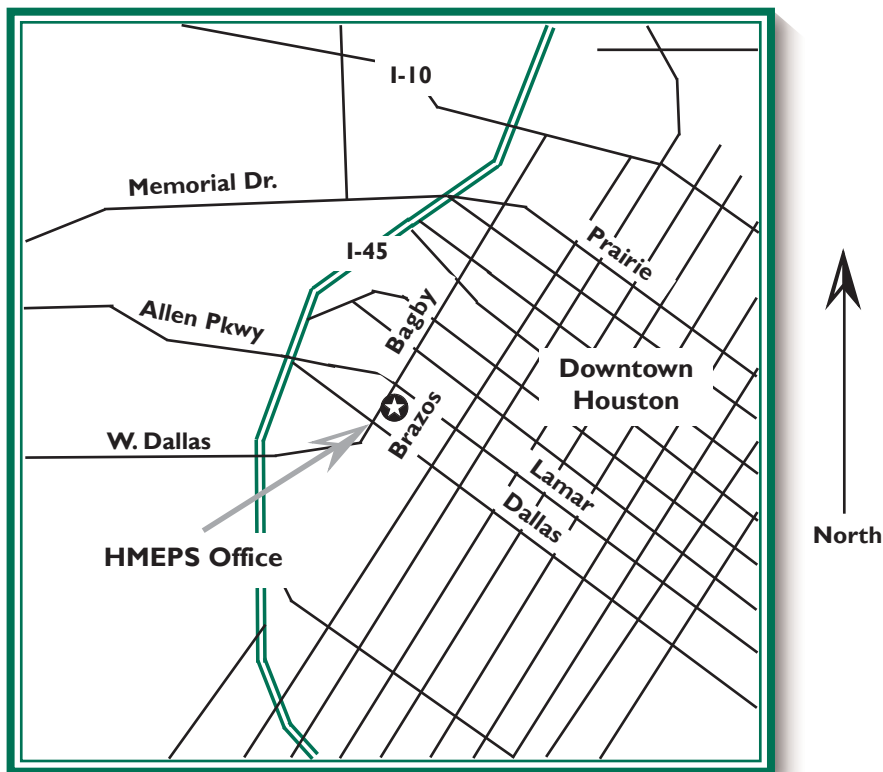 I-10
Memorial Dr.
Prairie
I-45
Allen Pkwy
Bagby
Downtown
Houston
Brazos
W. Dallas
Lamar
Dallas
North
HMEPS Office